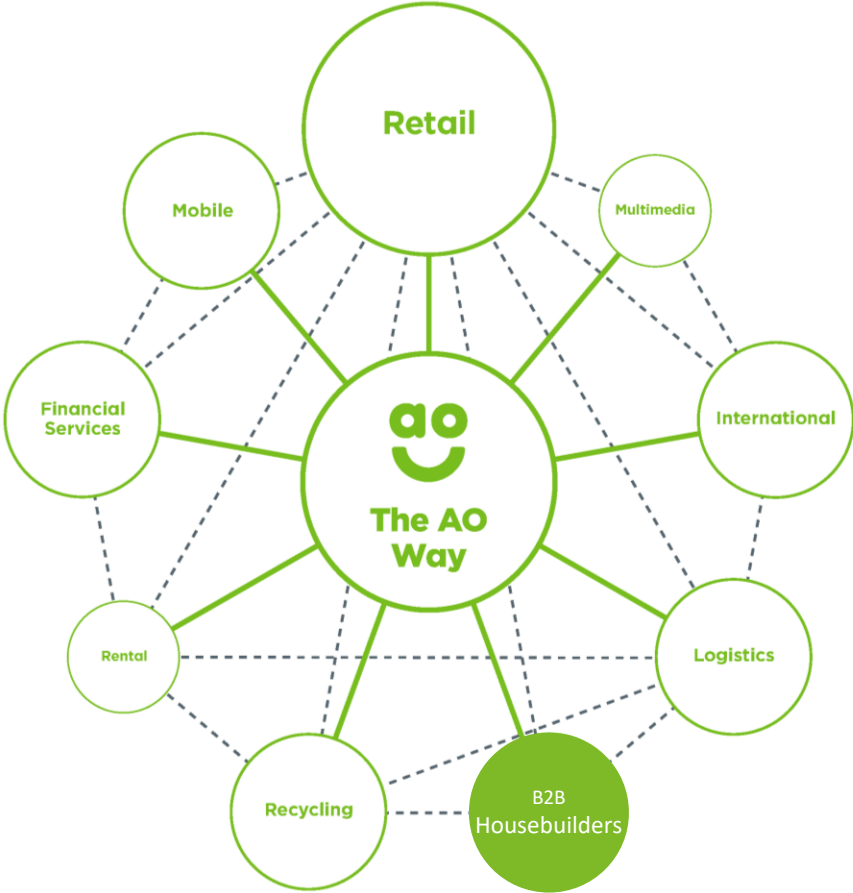 Retail
Mobile
Multimedia
Financial
Services
International
ao
The AO
Way
Rental
Logistics
Recycling
B2B
Housebuilders